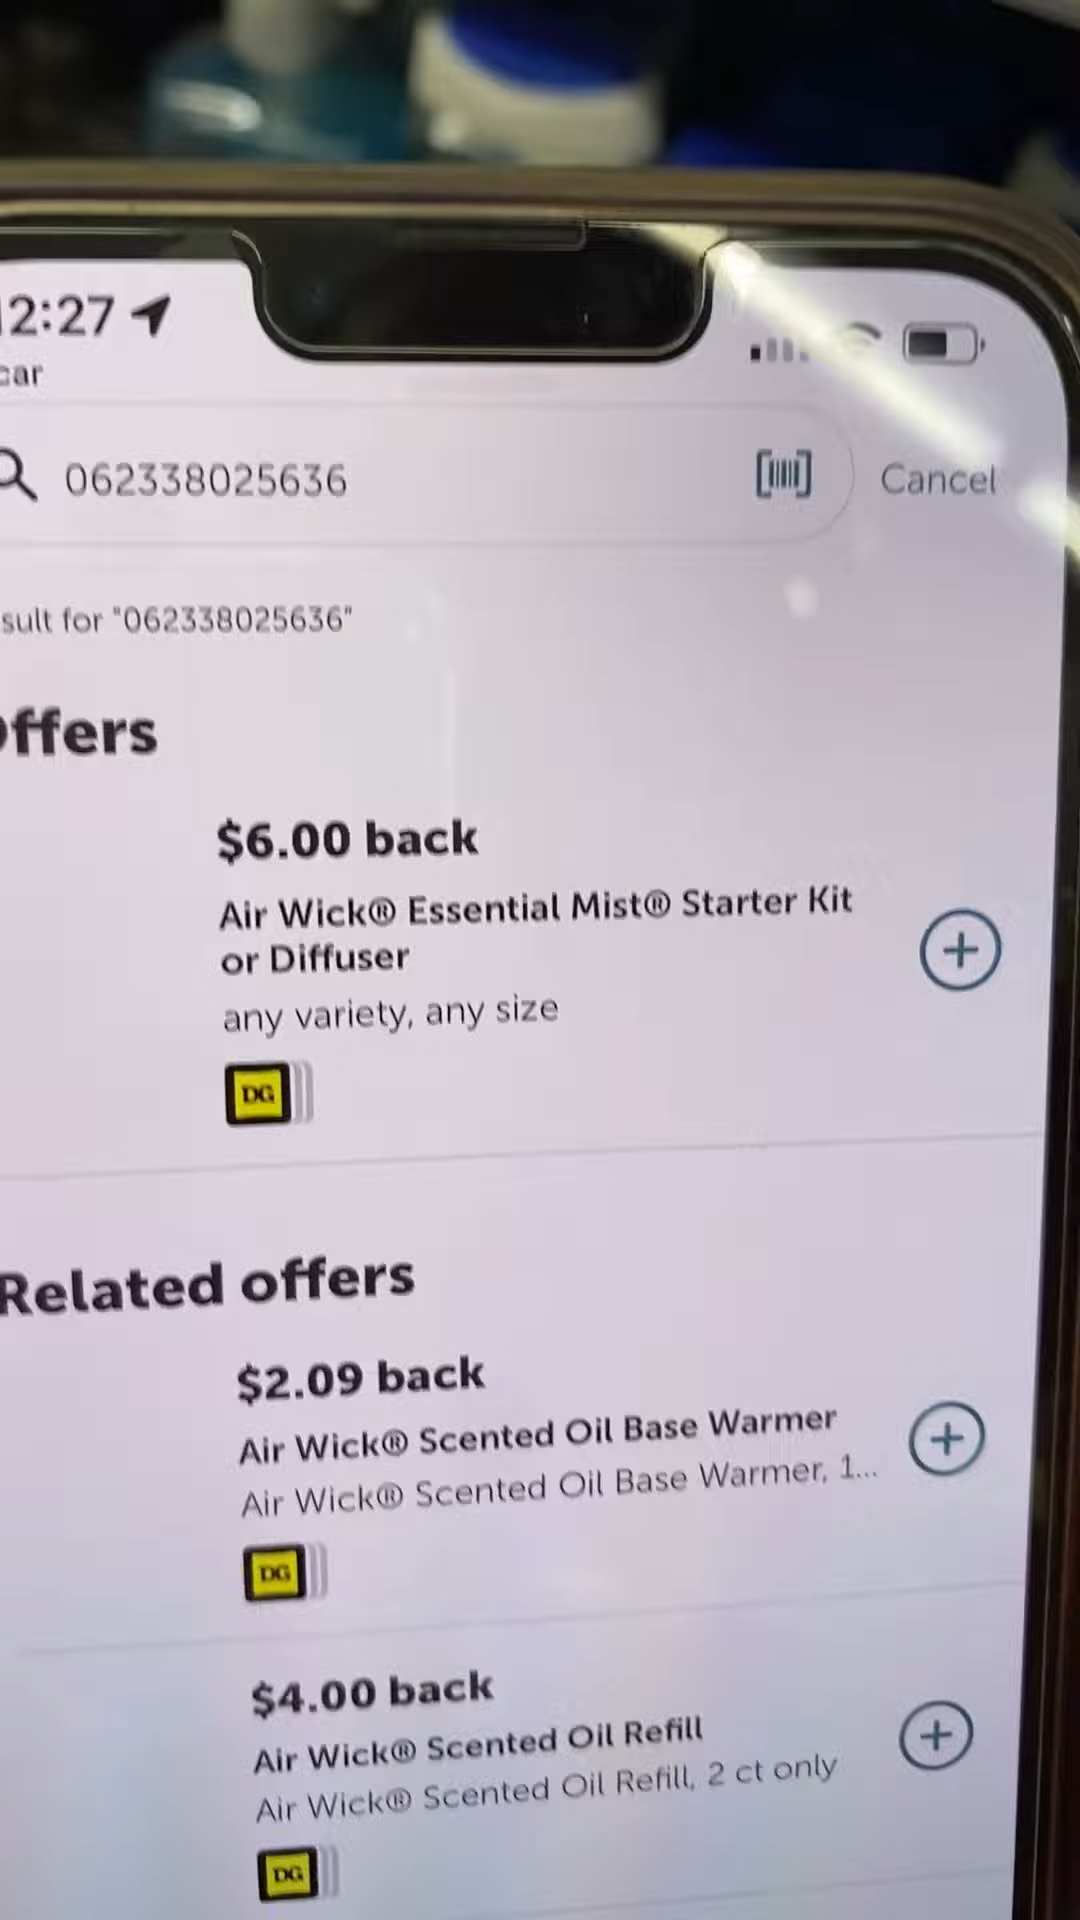 12:27
car
062338025636
Cancel
sult for "062338025636"
Offers
$6.00 back
Air Wick® Essential Mist® Starter Kit
or Diffuser
any variety, any size
DG
Related offers
$2.09 back
Air Wick® Scented Oil Base Warmer
Air Wick® Scented Oil Base Warmer, 1...
DG
$4.00 back
Air Wick® Scented Oil Refill
Air Wick® Scented Oil Refill, 2 ct only
DG